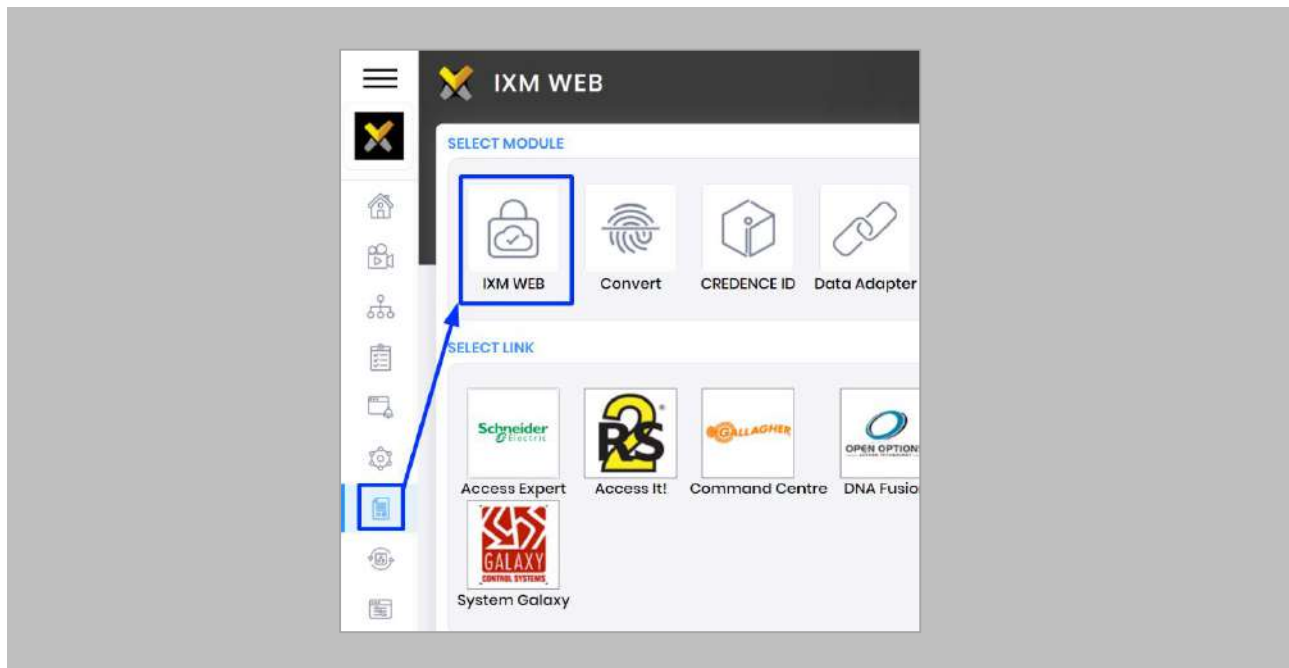 IXM WEB
SELECT MODULE
IXM WEB
Convert
CREDENCE ID
Data Adapter
SELECT LINK
Schneider
Electric
RS2
GALLAGHER
OPEN OPTIONS
Access Expert
Access It!
Command Centre
DNA Fusio
GALAXY
CONTROL SYSTEMS
System Galaxy